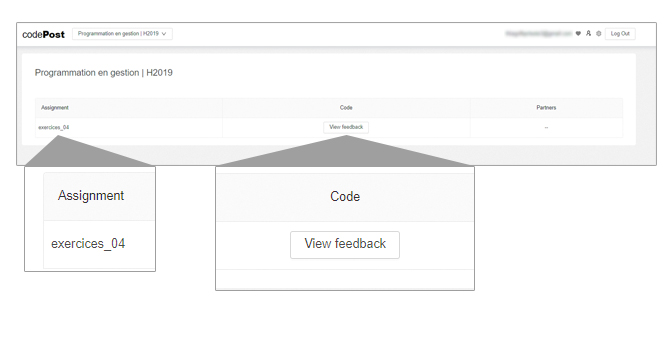 codePost Programmation en gestion | H2019 Log Out
Programmation en gestion | H2019
Assignment Code Partners
exercices_04 View feedback --
Assignment
exercices_04
Code
View feedback